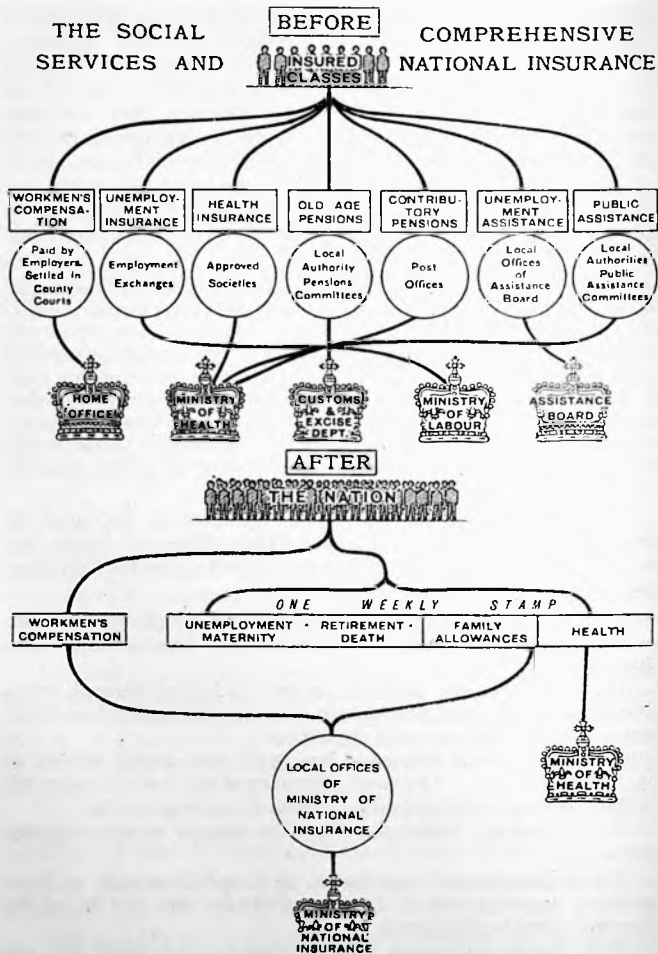 BEFORE
THE SOCIAL
SERVICES AND
COMPREHENSIVE
NATIONAL INSURANCE
INSURED
CLASSES
WORKMEN'S
COMPENSA-
TION
UNEMPLOY-
MENT
INSURANCE
HEALTH
INSURANCE
OLD AGE
PENSIONS
CONTRIBU-
TORY
PENSIONS
UNEMPLOY-
MENT
ASSISTANCE
PUBLIC
ASSISTANCE
Paid by
Employers
Settled in
County
Courts
Employment
Exchanges
Approved
Societies
Local
Authority
Pensions
Committees
Post
Offices
Local
Offices
of
Assistance
Board
Local
Authorities
Public
Assistance
Committees
HOME
OFFICE
MINISTRY
OF
HEALTH
CUSTOMS
&
EXCISE
DEPT.
MINISTRY
OF
LABOUR
ASSISTANCE
BOARD
AFTER
THE NATION
ONE WEEKLY STAMP
WORKMEN'S
COMPENSATION
UNEMPLOYMENT · RETIREMENT ·
MATERNITY DEATH
FAMILY
ALLOWANCES
HEALTH
MINISTRY
OF
HEALTH
LOCAL OFFICES
OF
MINISTRY OF
NATIONAL
INSURANCE
MINISTRY
OF
NATIONAL
INSURANCE